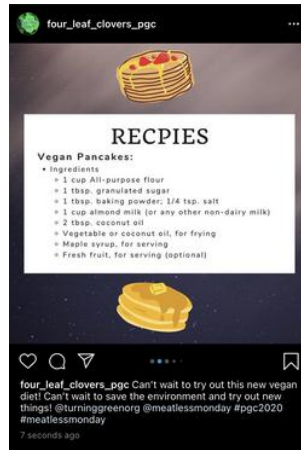 four_leaf_clovers_pgc
RECPIES
Vegan Pancakes:
Ingredients
1 cup All-purpose flour
1 tbsp. granulated sugar
1 tbsp. baking powder; 1/4 tsp. salt
1 cup almond milk (or any other non-dairy milk)
2 tbsp. coconut oil
Vegetable or coconut oil, for frying
Maple syrup, for serving
Fresh fruit, for serving (optional)
four_leaf_clovers_pgc Can't wait to try out this new vegan
diet! Can't wait to save the environment and try out new
things! @turninggreenorg @meatlessmonday #pgc2020
#meatlessmonday
7 seconds ago